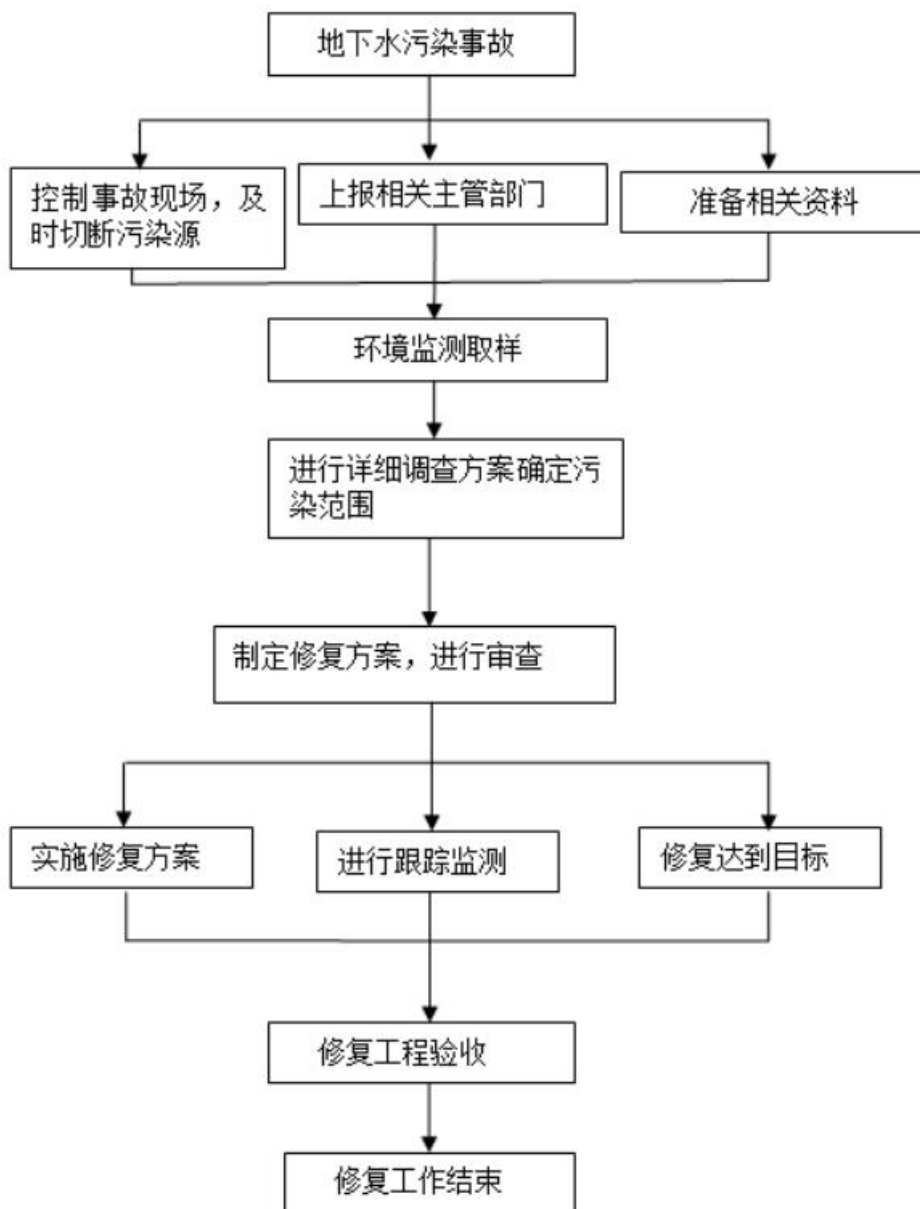 地下水污染事故
控制事故现场，及
时切断污染源
上报相关主管部门
准备相关资料
环境监测取样
进行详细调查方案确定污
染范围
制定修复方案，进行审查
实施修复方案
进行跟踪监测
修复达到目标
修复工程验收
修复工作结束